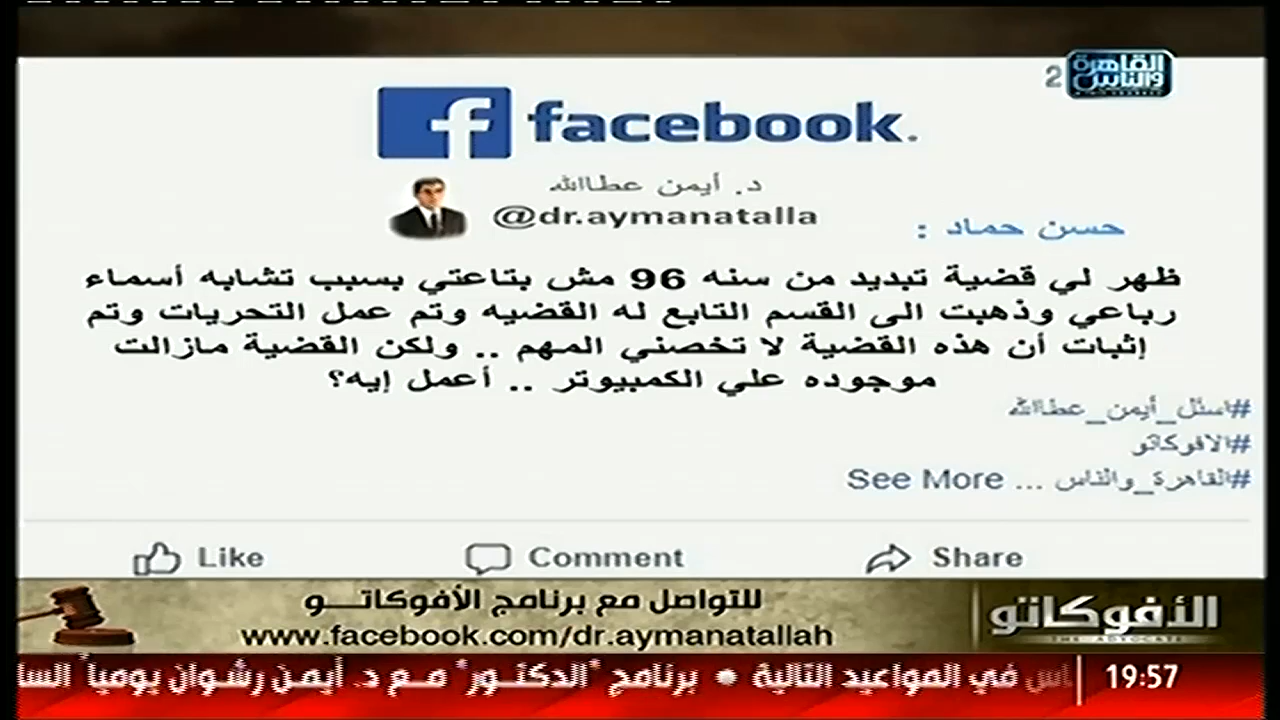 القاهرة والناس
2
facebook.
د. أيمن عطاالله
@dr.aymanatalla
حسن حماد :
ظهر لي قضية تبديد من سنه 96 مش بتاعتي بسبب تشابه أسماء
رباعي وذهبت الى القسم التابع له القضيه وتم عمل التحريات وتم
إثبات أن هذه القضية لا تخصني المهم .. ولكن القضية مازالت
موجوده علي الكمبيوتر .. أعمل إيه؟
#اسئل_أيمن_عطاالله
#الافوكاتو
#القاهرة_والناس ... See More
Like Comment Share
للتواصل مع برنامج الأفوكاتـــو
www.facebook.com/dr.aymanatallah
الأفوكاتو
THE ADVOCATE
اس في المواعيد التالية • برنامج "الدكتور" مع د. أيمن رشوان يومياً السا
19:57